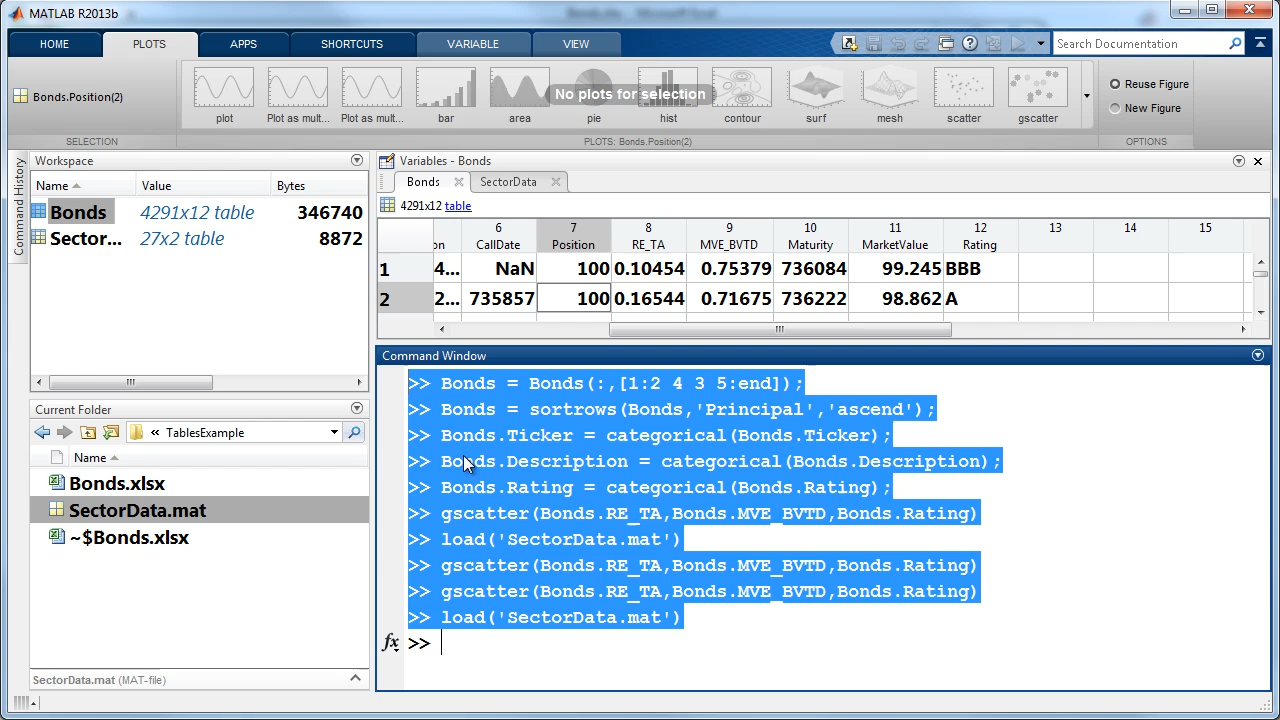 MATLAB R2013b
Bonds.xlsx - Microsoft Excel
HOME PLOTS APPS SHORTCUTS VARIABLE VIEW Search Documentation
Bonds.Position(2)
plot Plot as mult... Plot as mult... bar area pie hist contour surf mesh scatter gscatter
No plots for selection
Reuse Figure
New Figure
SELECTION PLOTS: Bonds.Position(2) OPTIONS
Command History
Workspace
Name Value Bytes
Bonds 4291x12 table 346740
Sector... 27x2 table 8872
Current Folder
« TablesExample
Name
Bonds.xlsx
SectorData.mat
~$Bonds.xlsx
SectorData.mat (MAT-file)
Variables - Bonds
Bonds SectorData
4291x12 table
6 7 8 9 10 11 12 13 14 15
on CallDate Position RE_TA MVE_BVTD Maturity MarketValue Rating
1 4... NaN 100 0.10454 0.75379 736084 99.245 BBB
2 2... 735857 100 0.16544 0.71675 736222 98.862 A
Command Window
>> Bonds = Bonds(:,[1:2 4 3 5:end]);
>> Bonds = sortrows(Bonds,'Principal','ascend');
>> Bonds.Ticker = categorical(Bonds.Ticker);
>> Bonds.Description = categorical(Bonds.Description);
>> Bonds.Rating = categorical(Bonds.Rating);
>> gscatter(Bonds.RE_TA,Bonds.MVE_BVTD,Bonds.Rating)
>> load('SectorData.mat')
>> gscatter(Bonds.RE_TA,Bonds.MVE_BVTD,Bonds.Rating)
>> gscatter(Bonds.RE_TA,Bonds.MVE_BVTD,Bonds.Rating)
>> load('SectorData.mat')
fx >>